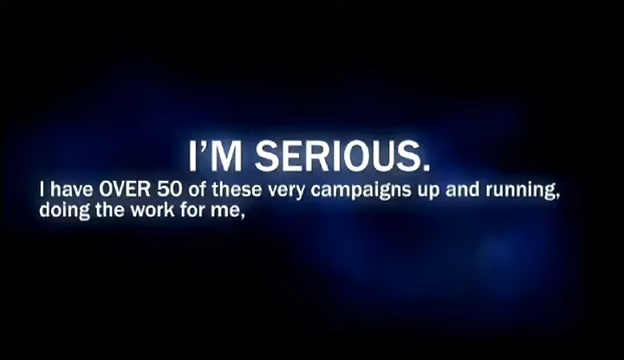 I'M SERIOUS.
I have OVER 50 of these very campaigns up and running,
doing the work for me,